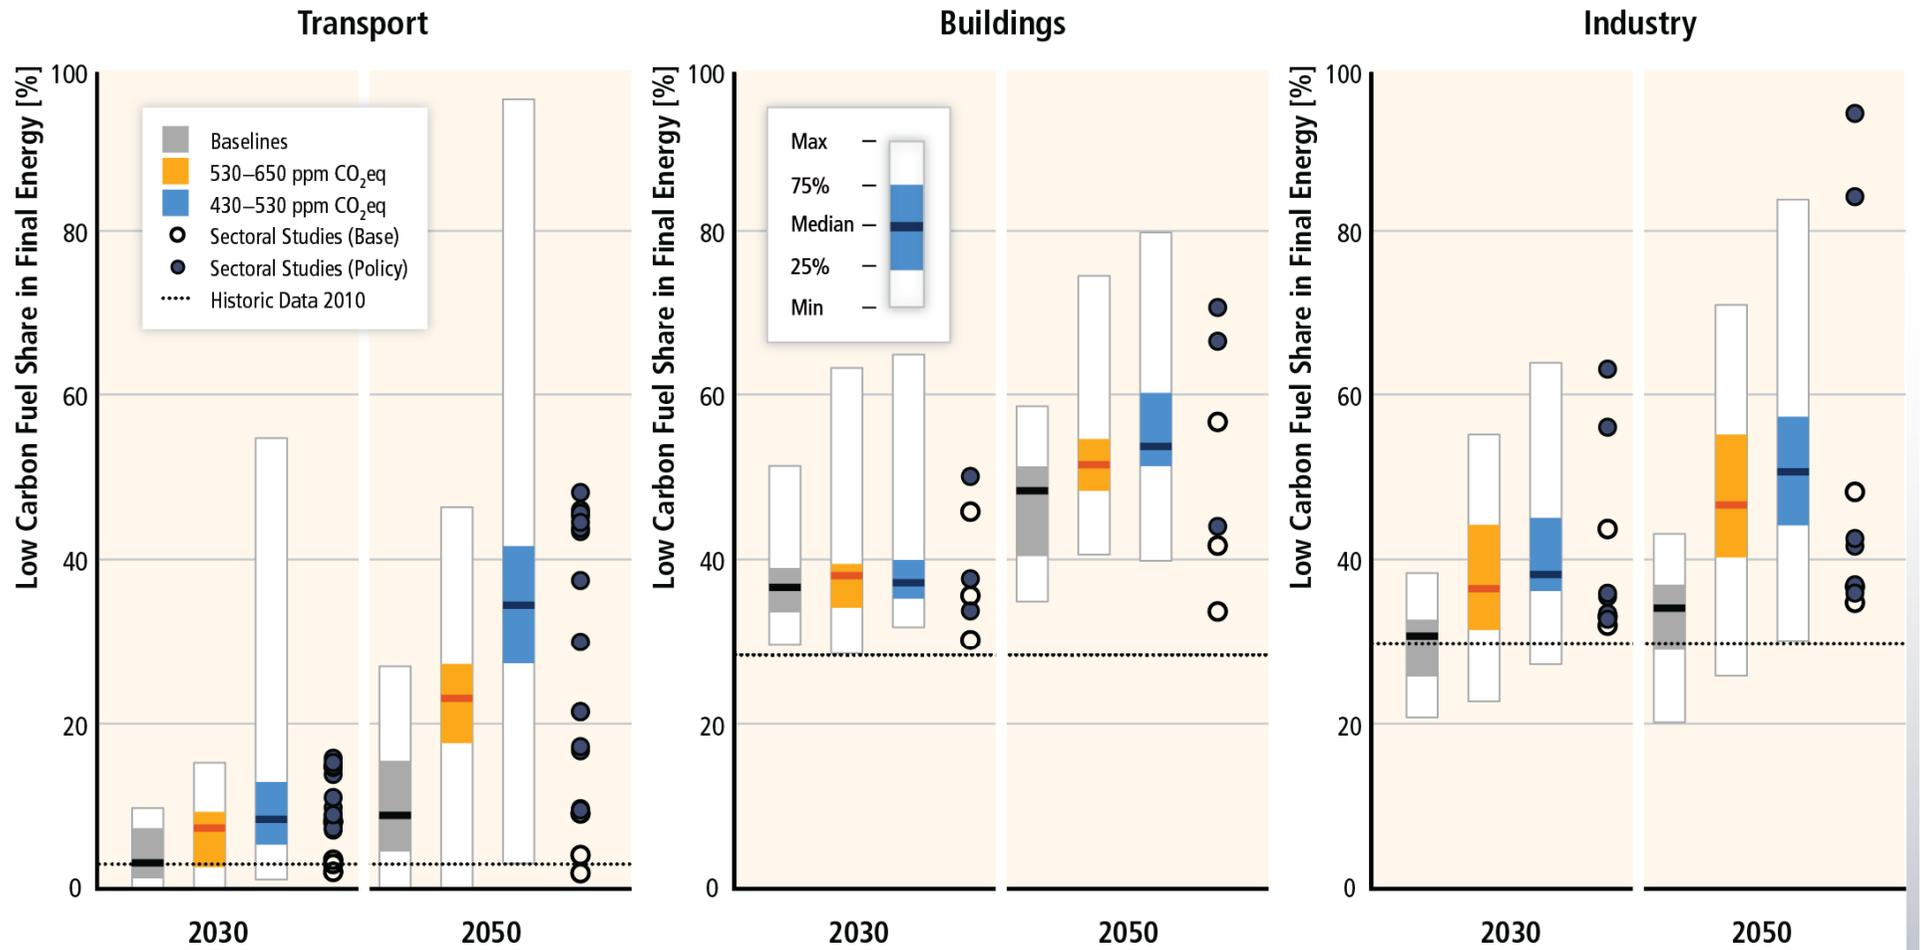 Transport
Low Carbon Fuel Share in Final Energy [%]
100
80
60
40
20
0
Baselines
530–650 ppm CO₂eq
430–530 ppm CO₂eq
Sectoral Studies (Base)
Sectoral Studies (Policy)
Historic Data 2010
2030
2050
Buildings
Low Carbon Fuel Share in Final Energy [%]
100
80
60
40
20
0
Max
75%
Median
25%
Min
2030
2050
Industry
Low Carbon Fuel Share in Final Energy [%]
100
80
60
40
20
0
2030
2050